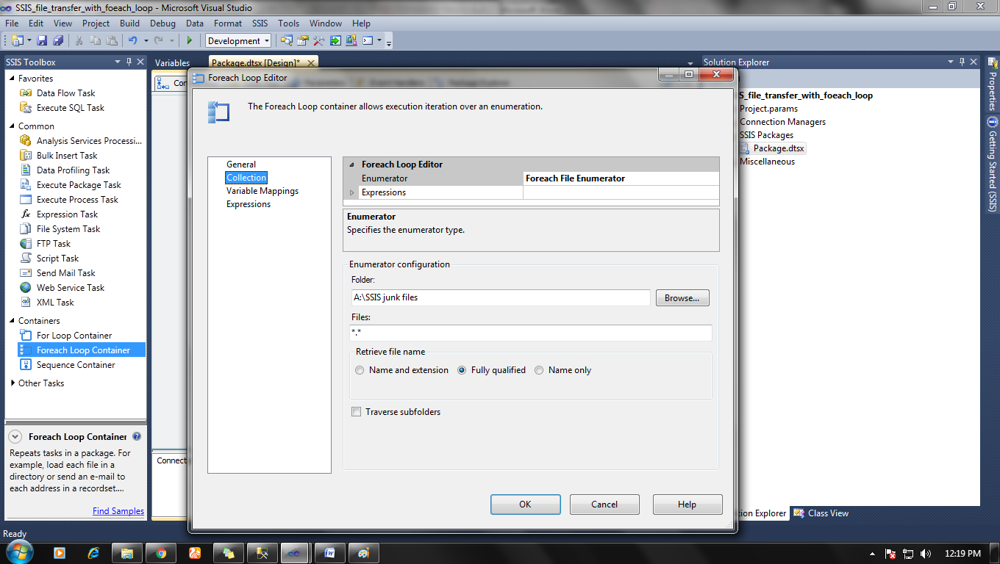 SSIS_file_transfer_with_foeach_loop - Microsoft Visual Studio
File Edit View Project Build Debug Data Format SSIS Tools Window Help
Development
SSIS Toolbox
Favorites
Data Flow Task
Execute SQL Task
Common
Analysis Services Processi...
Bulk Insert Task
Data Profiling Task
Execute Package Task
Execute Process Task
Expression Task
File System Task
FTP Task
Script Task
Send Mail Task
Web Service Task
XML Task
Containers
For Loop Container
Foreach Loop Container
Sequence Container
Other Tasks
Foreach Loop Container
Repeats tasks in a package. For
example, load each file in a
directory or send an e-mail to
each address in a recordset....
Find Samples
Variables
Package.dtsx [Design]*
Con
Connect
Foreach Loop Editor
The Foreach Loop container allows execution iteration over an enumeration.
General
Collection
Variable Mappings
Expressions
Foreach Loop Editor
Enumerator Foreach File Enumerator
Expressions
Enumerator
Specifies the enumerator type.
Enumerator configuration
Folder:
A:\SSIS junk files
Browse...
Files:
*.*
Retrieve file name
Name and extension Fully qualified Name only
Traverse subfolders
OK Cancel Help
Solution Explorer
S_file_transfer_with_foeach_loop
Project.params
Connection Managers
SSIS Packages
Package.dtsx
Miscellaneous
tion Explorer Class View
Properties
Getting Started (SSIS)
Ready
12:19 PM